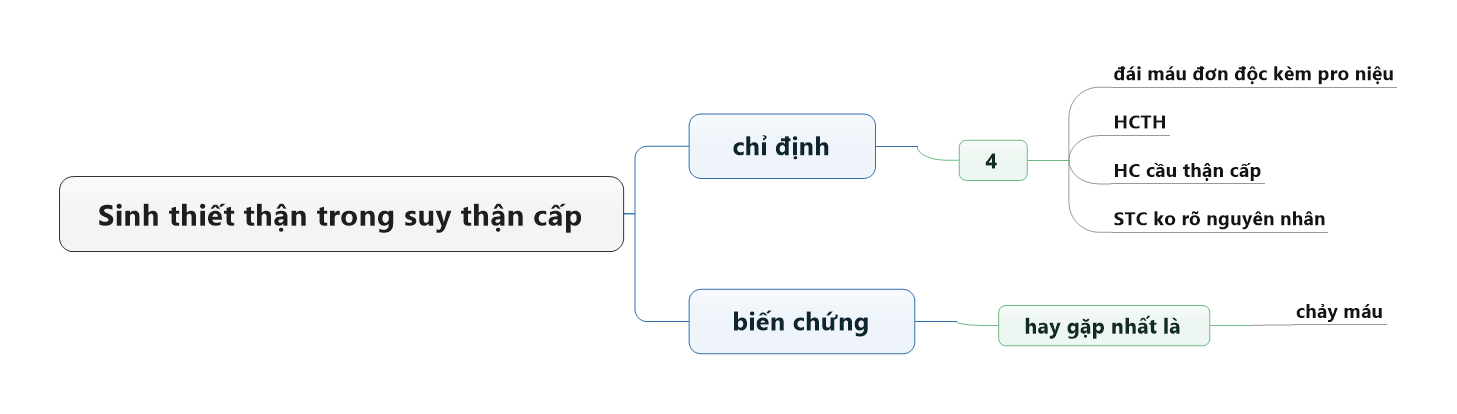 Sinh thiết thận trong suy thận cấp
chỉ định
4
đái máu đơn độc kèm pro niệu
HCTH
HC cầu thận cấp
STC ko rõ nguyên nhân
biến chứng
hay gặp nhất là
chảy máu